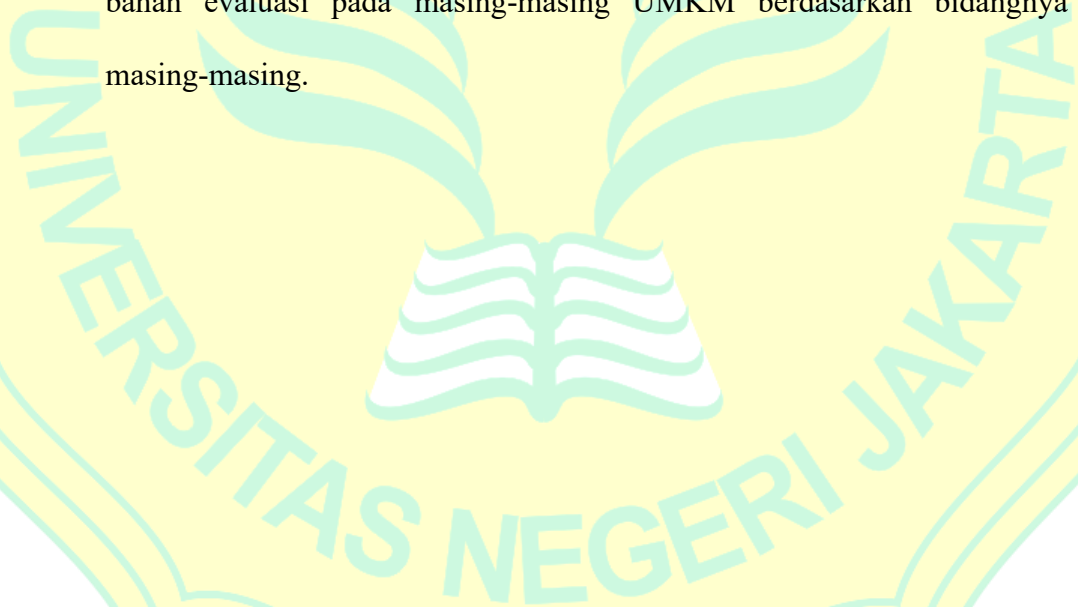 bahan evaluasi pada masing-masing UMKM berdasarkan bidangnya
masing-masing.
UNIVERSITAS NEGERI JAKARTA